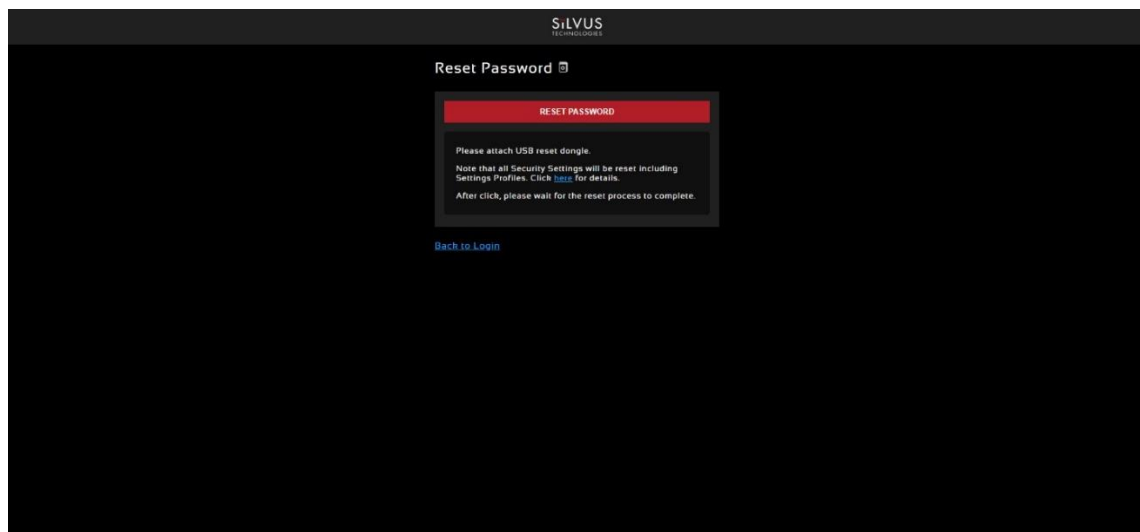 SiLVUS
TECHNOLOGIES
Reset Password
RESET PASSWORD
Please attach USB reset dongle.
Note that all Security Settings will be reset including
Settings Profiles. Click here for details.
After click, please wait for the reset process to complete.
Back to Login